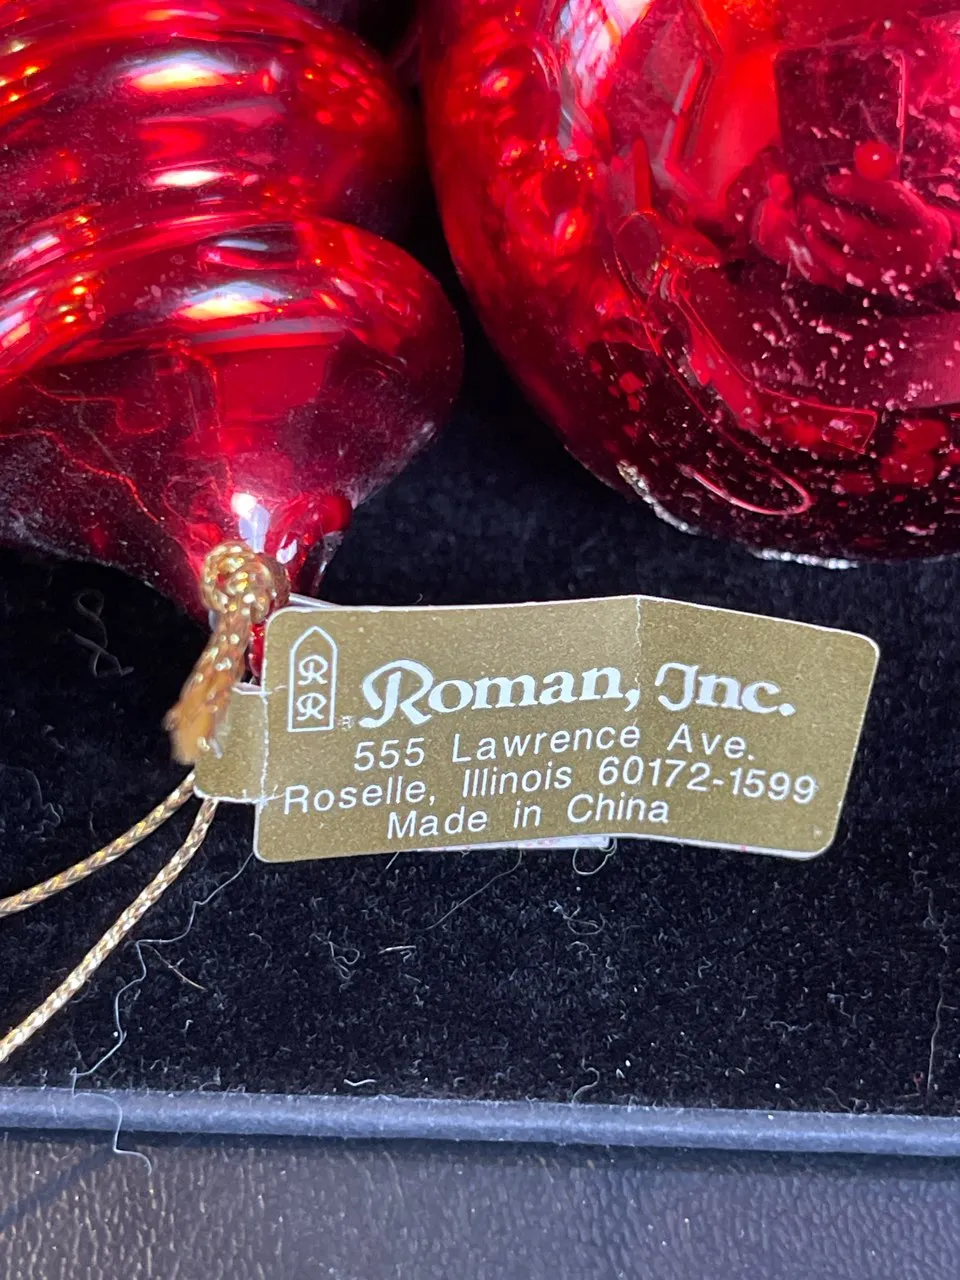 R
R
® Roman, Inc.
555 Lawrence Ave.
Roselle, Illinois 60172-1599
Made in China